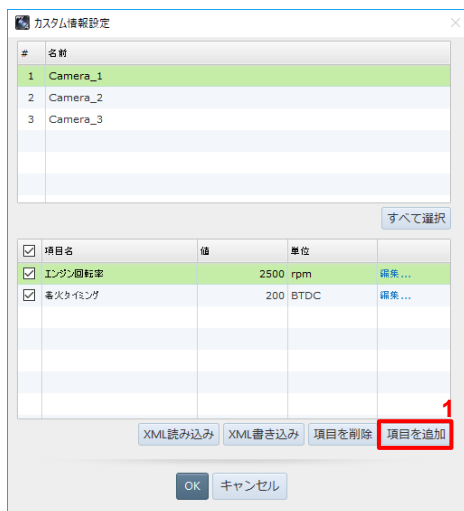 カスタム情報設定
# 名前
1 Camera_1
2 Camera_2
3 Camera_3
すべて選択
項目名 値 単位
エンジン回転率 2500 rpm 編集...
着火タイミング 200 BTDC 編集...
1
XML読み込み XML書き込み 項目を削除 項目を追加
OK キャンセル